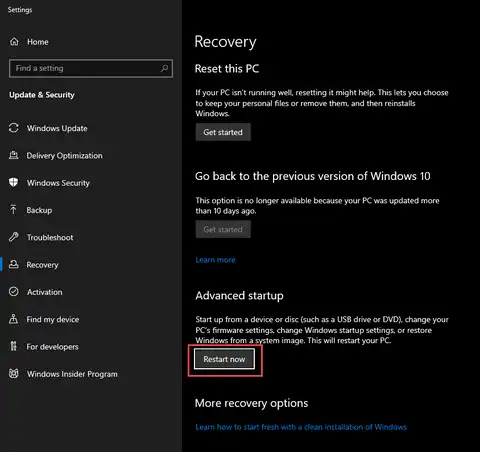 Settings
Home
Find a setting
Update & Security
Windows Update
Delivery Optimization
Windows Security
Backup
Troubleshoot
Recovery
Activation
Find my device
For developers
Windows Insider Program
Recovery
Reset this PC
If your PC isn't running well, resetting it might help. This lets you choose
to keep your personal files or remove them, and then reinstalls
Windows.
Get started
Go back to the previous version of Windows 10
This option is no longer available because your PC was updated more
than 10 days ago.
Get started
Learn more
Advanced startup
Start up from a device or disc (such as a USB drive or DVD), change your
PC's firmware settings, change Windows startup settings, or restore
Windows from a system image. This will restart your PC.
Restart now
More recovery options
Learn how to start fresh with a clean installation of Windows